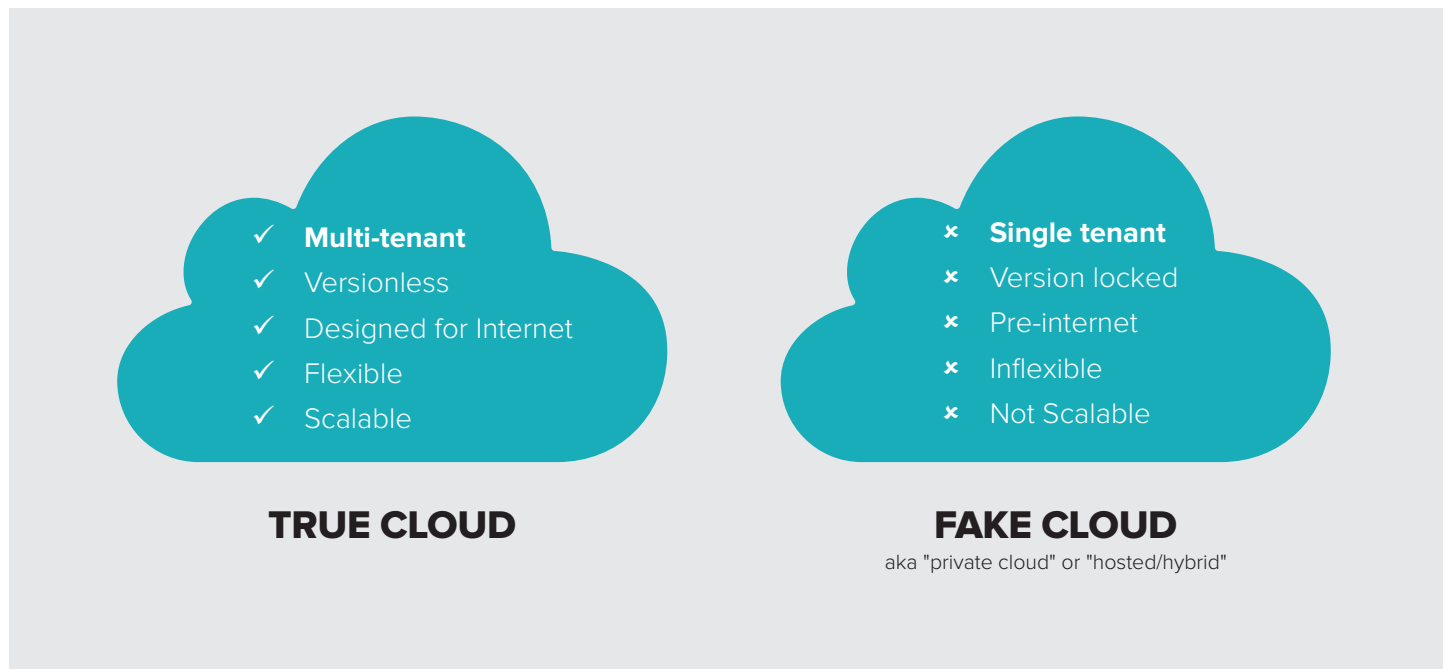 Multi-tenant
Versionless
Designed for Internet
Flexible
Scalable
TRUE CLOUD
Single tenant
Version locked
Pre-internet
Inflexible
Not Scalable
FAKE CLOUD
aka "private cloud" or "hosted/hybrid"